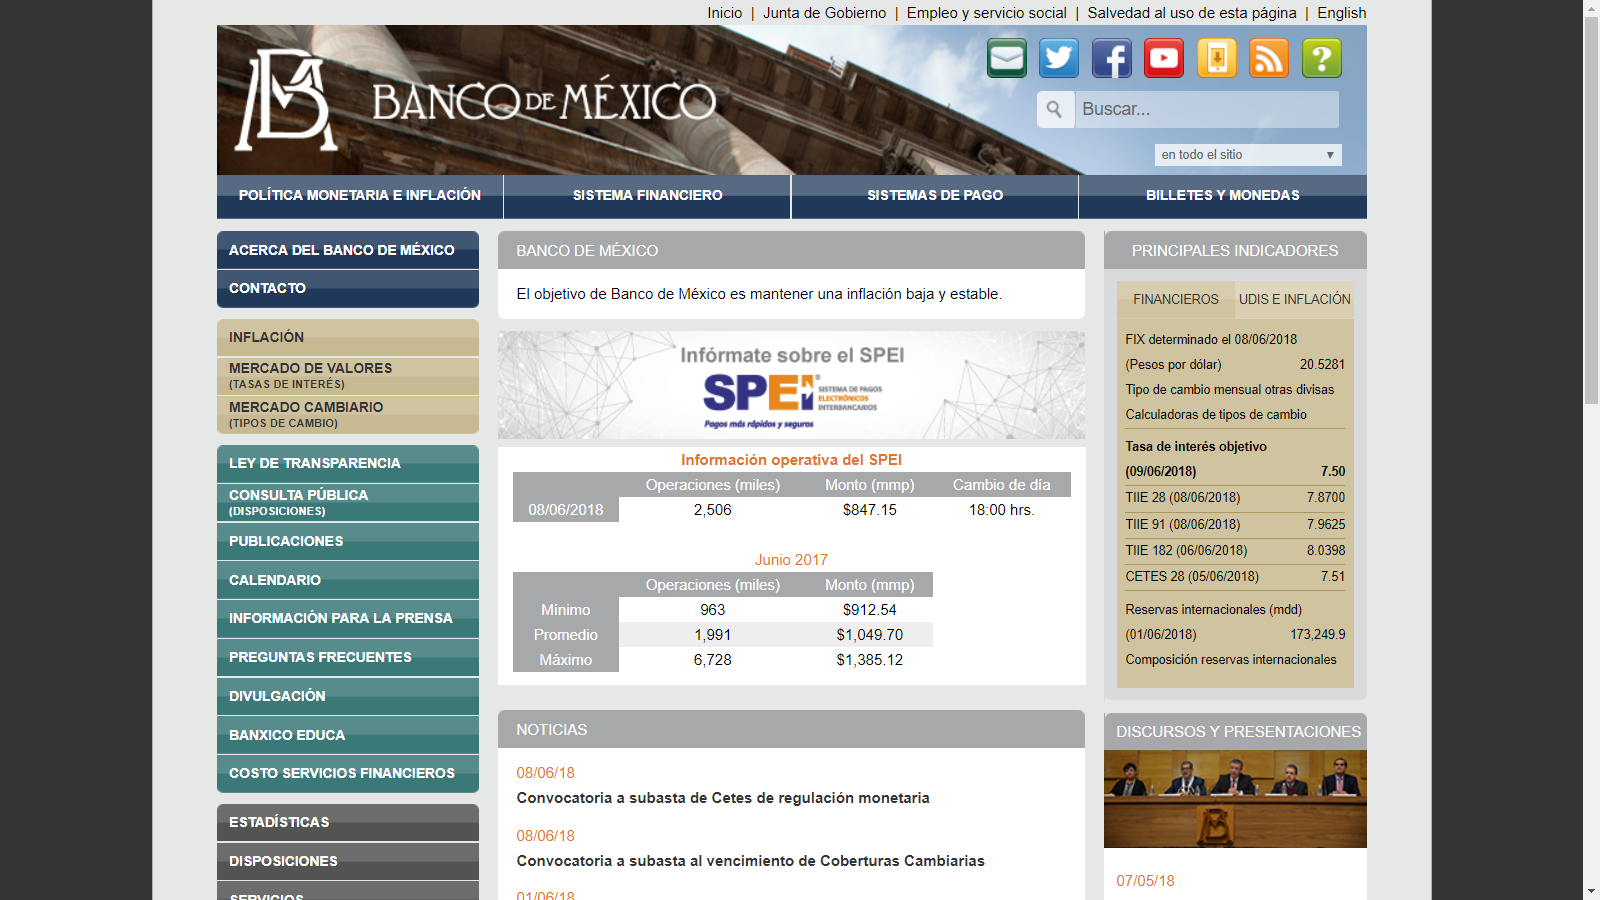 Inicio | Junta de Gobierno | Empleo y servicio social | Salvedad al uso de esta página | English
BANCO DE MÉXICO
Buscar...
en todo el sitio
POLÍTICA MONETARIA E INFLACIÓN
SISTEMA FINANCIERO
SISTEMAS DE PAGO
BILLETES Y MONEDAS
ACERCA DEL BANCO DE MÉXICO
CONTACTO
INFLACIÓN
MERCADO DE VALORES
(TASAS DE INTERÉS)
MERCADO CAMBIARIO
(TIPOS DE CAMBIO)
LEY DE TRANSPARENCIA
CONSULTA PÚBLICA
(DISPOSICIONES)
PUBLICACIONES
CALENDARIO
INFORMACIÓN PARA LA PRENSA
PREGUNTAS FRECUENTES
DIVULGACIÓN
BANXICO EDUCA
COSTO SERVICIOS FINANCIEROS
ESTADÍSTICAS
DISPOSICIONES
SERVICIOS
BANCO DE MÉXICO
El objetivo de Banco de México es mantener una inflación baja y estable.
Infórmate sobre el SPEI
SPEI®
SISTEMA DE PAGOS
ELECTRÓNICOS
INTERBANCARIOS
Pagos más rápidos y seguros
Información operativa del SPEI
Operaciones (miles) Monto (mmp) Cambio de día
08/06/2018 2,506 $847.15 18:00 hrs.
Junio 2017
Operaciones (miles) Monto (mmp)
Mínimo 963 $912.54
Promedio 1,991 $1,049.70
Máximo 6,728 $1,385.12
NOTICIAS
08/06/18
Convocatoria a subasta de Cetes de regulación monetaria
08/06/18
Convocatoria a subasta al vencimiento de Coberturas Cambiarias
01/06/18
PRINCIPALES INDICADORES
FINANCIEROS
UDIS E INFLACIÓN
FIX determinado el 08/06/2018
(Pesos por dólar) 20.5281
Tipo de cambio mensual otras divisas
Calculadoras de tipos de cambio
Tasa de interés objetivo
(09/06/2018) 7.50
TIIE 28 (08/06/2018) 7.8700
TIIE 91 (08/06/2018) 7.9625
TIIE 182 (06/06/2018) 8.0398
CETES 28 (05/06/2018) 7.51
Reservas internacionales (mdd)
(01/06/2018) 173,249.9
Composición reservas internacionales
DISCURSOS Y PRESENTACIONES
07/05/18